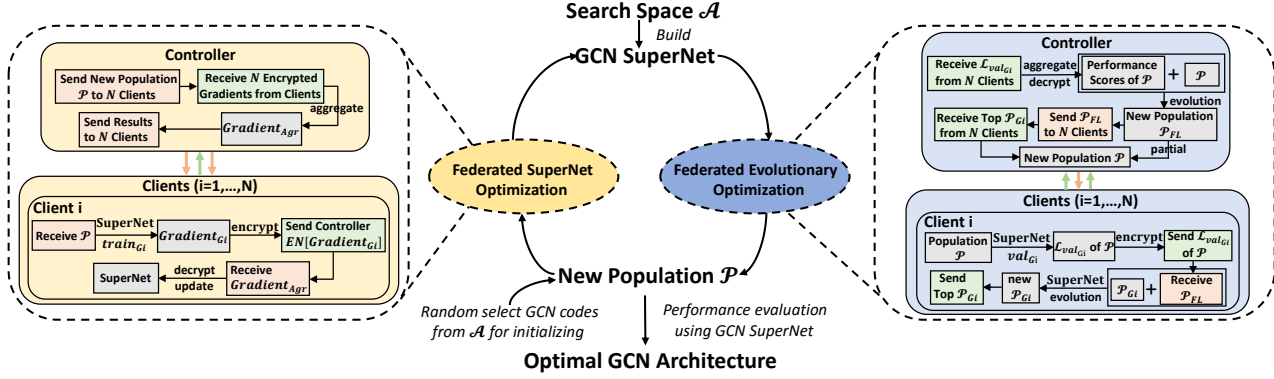 Search Space 𝒜
Build
GCN SuperNet
Federated SuperNet
Optimization
Federated Evolutionary
Optimization
New Population 𝒫
Random select GCN codes
from 𝒜 for initializing
Performance evaluation
using GCN SuperNet
Optimal GCN Architecture
Controller
Send New Population
𝒫 to N Clients
Receive N Encrypted
Gradients from Clients
aggregate
Send Results
to N Clients
Gradient_Agr
Clients (i=1,...,N)
Client i
Receive 𝒫
SuperNet
train_Gi
Gradient_Gi
encrypt
Send Controller
EN[Gradient_Gi]
SuperNet
decrypt
update
Receive
Gradient_Agr
Controller
Receive ℒ_val_Gi
from N Clients
aggregate
decrypt
Performance
Scores of 𝒫
+
𝒫
evolution
Receive Top 𝒫_Gi
from N Clients
Send 𝒫_FL
to N Clients
New Population
𝒫_FL
partial
New Population 𝒫
Clients (i=1,...,N)
Client i
Population
𝒫
SuperNet
val_Gi
ℒ_val_Gi of 𝒫
encrypt
Send ℒ_val_Gi
of 𝒫
Send
Top 𝒫_Gi
new
𝒫_Gi
SuperNet
evolution
𝒫_Gi
+
Receive
𝒫_FL